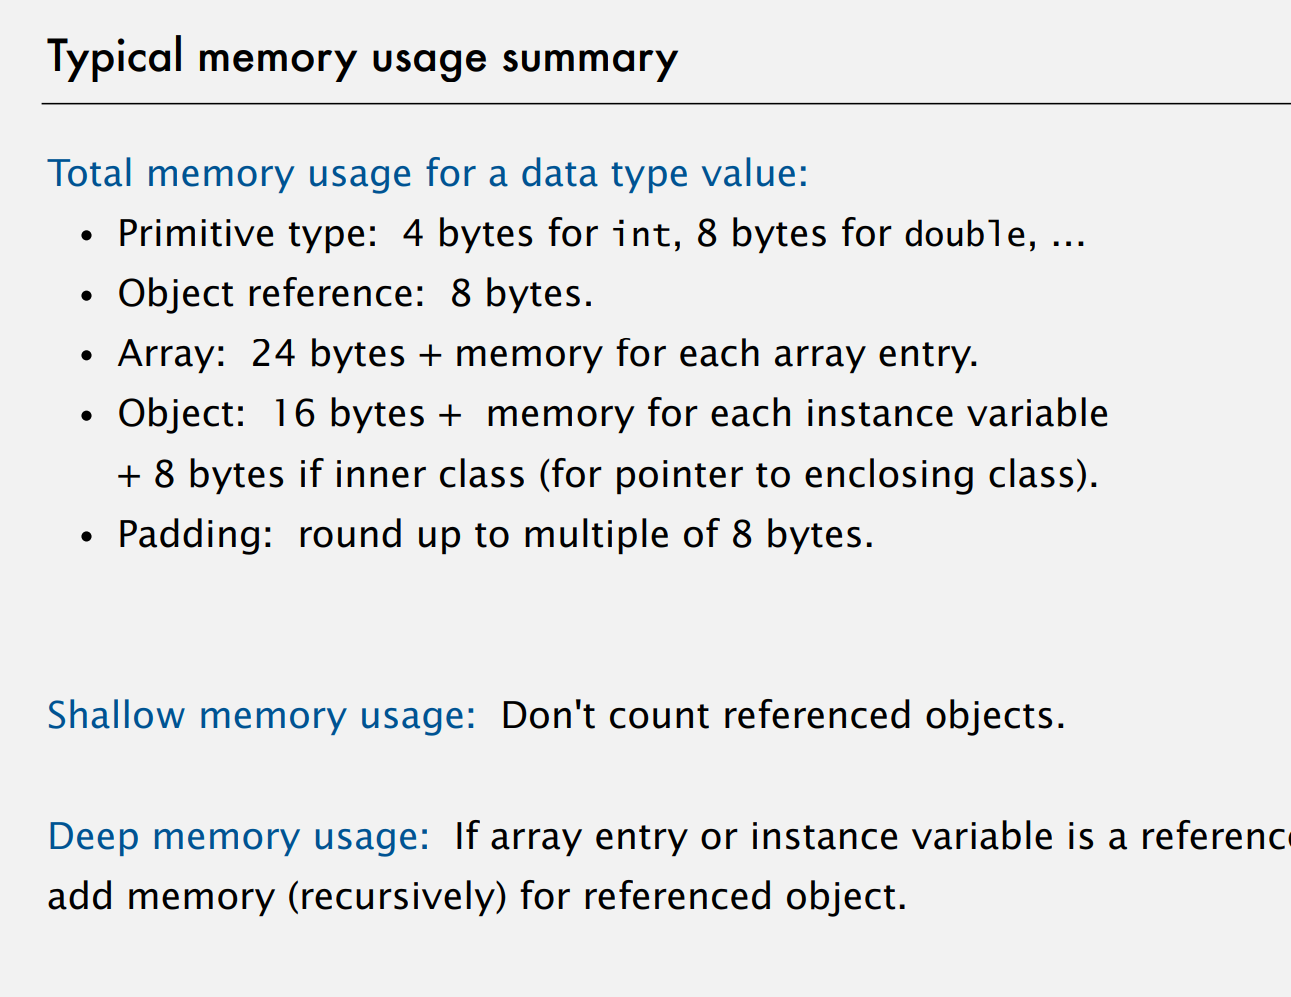 Typical memory usage summary
Total memory usage for a data type value:
• Primitive type:  4 bytes for int, 8 bytes for double, ...
• Object reference:  8 bytes.
• Array:  24 bytes + memory for each array entry.
• Object:  16 bytes +  memory for each instance variable
+ 8 bytes if inner class (for pointer to enclosing class).
• Padding:  round up to multiple of 8 bytes.
Shallow memory usage:  Don't count referenced objects.
Deep memory usage:  If array entry or instance variable is a referenc
add memory (recursively) for referenced object.